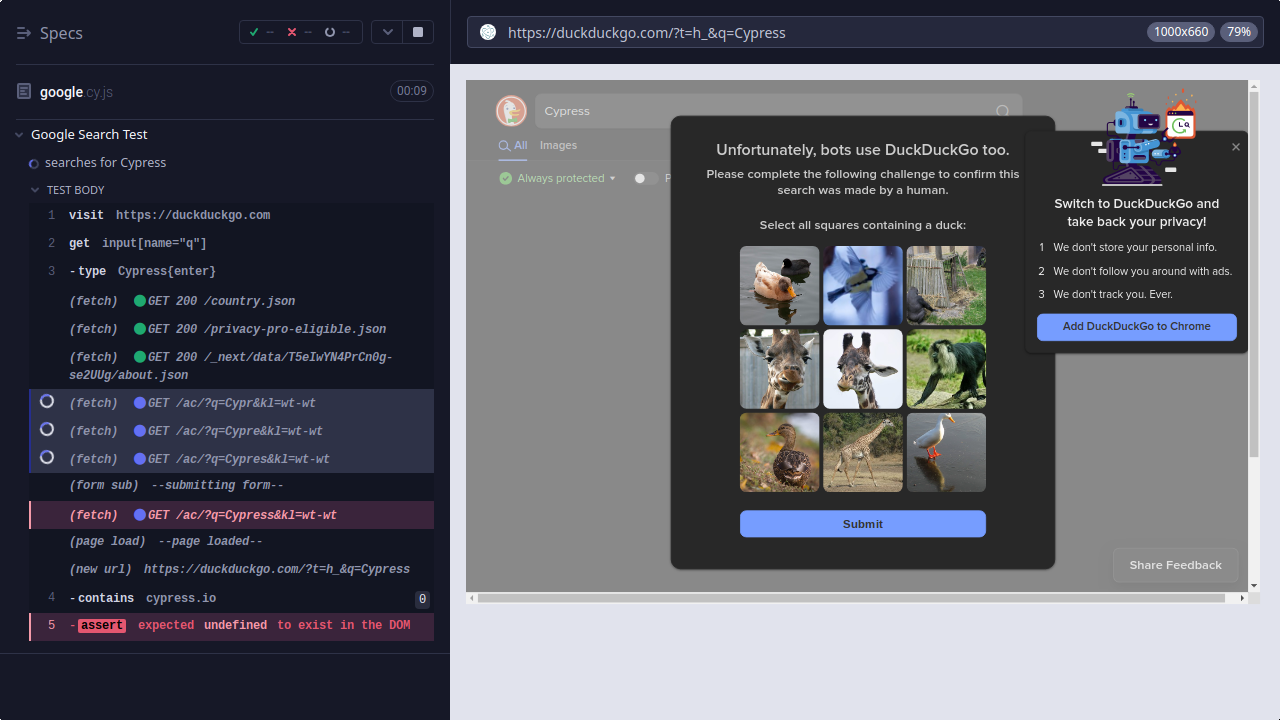 Specs
--
--
--
google.cy.js
00:09
Google Search Test
searches for Cypress
TEST BODY
1 visit https://duckduckgo.com
2 get input[name="q"]
3 -type Cypress{enter}
(fetch) GET 200 /country.json
(fetch) GET 200 /privacy-pro-eligible.json
(fetch) GET 200 /_next/data/T5eIwYN4PrCn0g-
se2UUg/about.json
(fetch) GET /ac/?q=Cypr&kl=wt-wt
(fetch) GET /ac/?q=Cypre&kl=wt-wt
(fetch) GET /ac/?q=Cypres&kl=wt-wt
(form sub) --submitting form--
(fetch) GET /ac/?q=Cypress&kl=wt-wt
(page load) --page loaded--
(new url) https://duckduckgo.com/?t=h_&q=Cypress
4 -contains cypress.io 0
5 -assert expected undefined to exist in the DOM
https://duckduckgo.com/?t=h_&q=Cypress
1000x660
79%
Cypress
All Images
Always protected
P
Unfortunately, bots use DuckDuckGo too.
Please complete the following challenge to confirm this
search was made by a human.
Select all squares containing a duck:
Submit
Switch to DuckDuckGo and
take back your privacy!
1 We don't store your personal info.
2 We don't follow you around with ads.
3 We don't track you. Ever.
Add DuckDuckGo to Chrome
Share Feedback